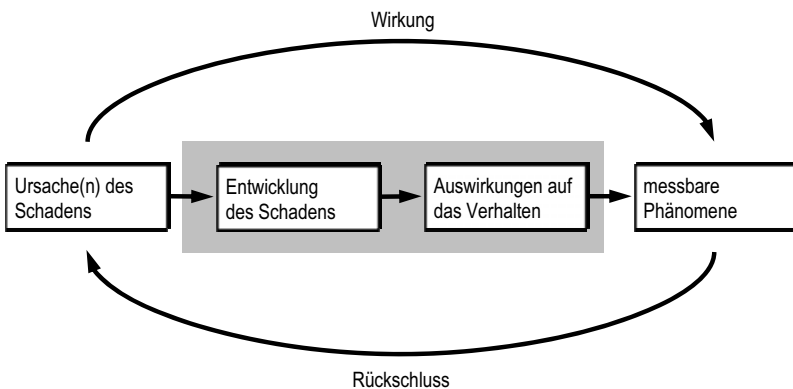 Wirkung
Ursache(n) des
Schadens
Entwicklung
des Schadens
Auswirkungen auf
das Verhalten
messbare
Phänomene
Rückschluss